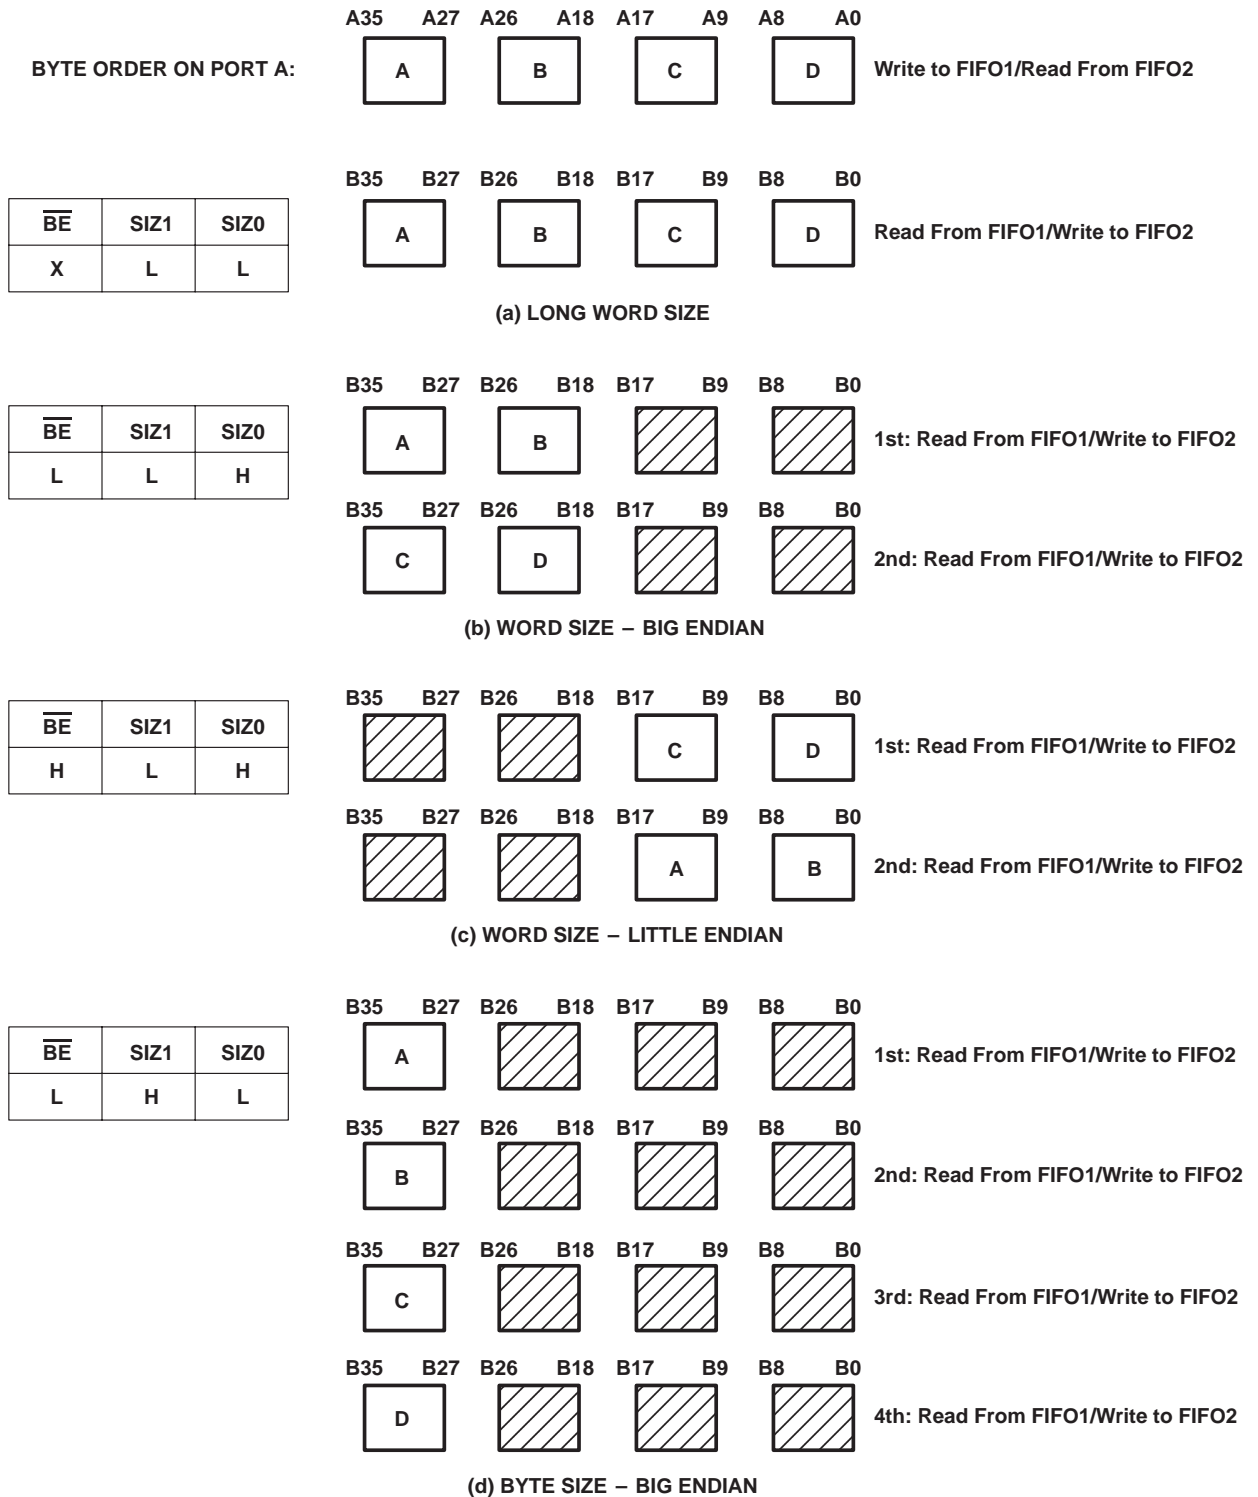 A35 A27 A26 A18 A17 A9 A8 A0
BYTE ORDER ON PORT A: A B C D Write to FIFO1/Read From FIFO2
B35 B27 B26 B18 B17 B9 B8 B0
BE SIZ1 SIZ0
A B C D Read From FIFO1/Write to FIFO2
X L L
(a) LONG WORD SIZE
B35 B27 B26 B18 B17 B9 B8 B0
BE SIZ1 SIZ0
A B 1st: Read From FIFO1/Write to FIFO2
L L H
B35 B27 B26 B18 B17 B9 B8 B0
C D 2nd: Read From FIFO1/Write to FIFO2
(b) WORD SIZE – BIG ENDIAN
B35 B27 B26 B18 B17 B9 B8 B0
BE SIZ1 SIZ0
C D 1st: Read From FIFO1/Write to FIFO2
H L H
B35 B27 B26 B18 B17 B9 B8 B0
A B 2nd: Read From FIFO1/Write to FIFO2
(c) WORD SIZE – LITTLE ENDIAN
B35 B27 B26 B18 B17 B9 B8 B0
BE SIZ1 SIZ0
A 1st: Read From FIFO1/Write to FIFO2
L H L
B35 B27 B26 B18 B17 B9 B8 B0
B 2nd: Read From FIFO1/Write to FIFO2
B35 B27 B26 B18 B17 B9 B8 B0
C 3rd: Read From FIFO1/Write to FIFO2
B35 B27 B26 B18 B17 B9 B8 B0
D 4th: Read From FIFO1/Write to FIFO2
(d) BYTE SIZE – BIG ENDIAN